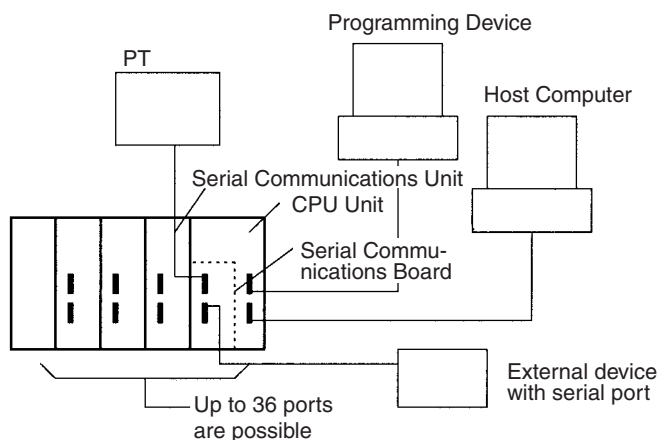 Programming Device
PT
Host Computer
Serial Communications Unit
CPU Unit
Serial Commu-
nications Board
External device
with serial port
Up to 36 ports
are possible